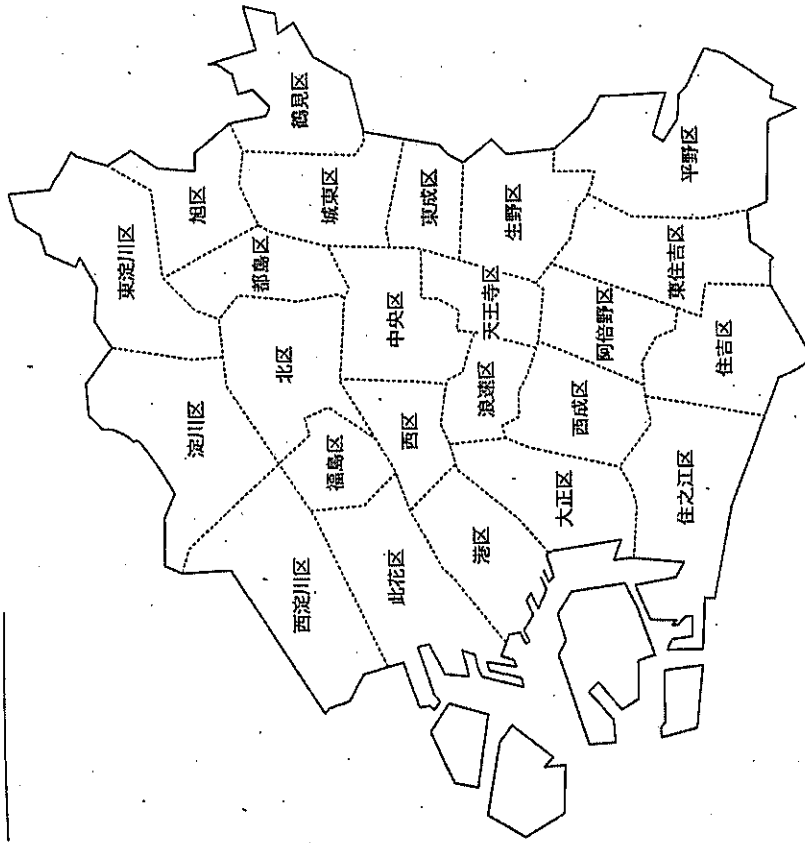 東淀川区
鶴見区
旭区
淀川区
都島区
城東区
北区
東成区
西淀川区
福島区
中央区
生野区
此花区
西区
天王寺区
平野区
港区
浪速区
阿倍野区
東住吉区
大正区
西成区
住吉区
住之江区